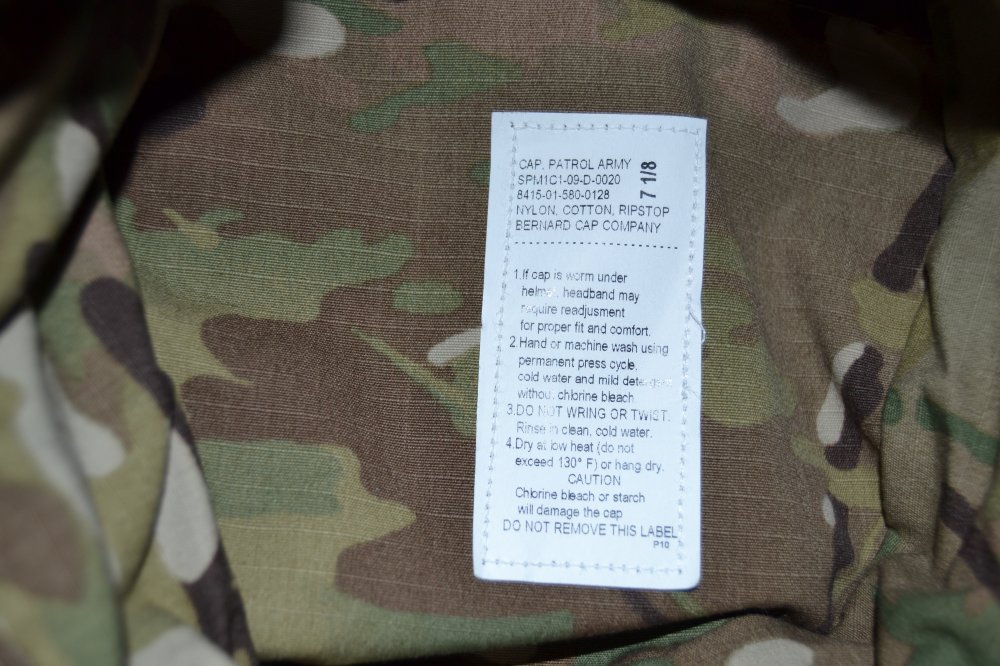 CAP, PATROL ARMY
SPM1C1-09-D-0020
8415-01-580-0128
NYLON, COTTON, RIPSTOP
BERNARD CAP COMPANY
7 1/8
1.If cap is worm under
helmet, headband may
require readjusment
for proper fit and comfort.
2.Hand or machine wash using
permanent press cycle.
cold water and mild detergent
without chlorine bleach
3.DO NOT WRING OR TWIST.
Rinse in clean, cold water.
4.Dry at low heat (do not
exceed 130° F) or hang dry.
CAUTION
Chlorine bleach or starch
will damage the cap
DO NOT REMOVE THIS LABEL
P10